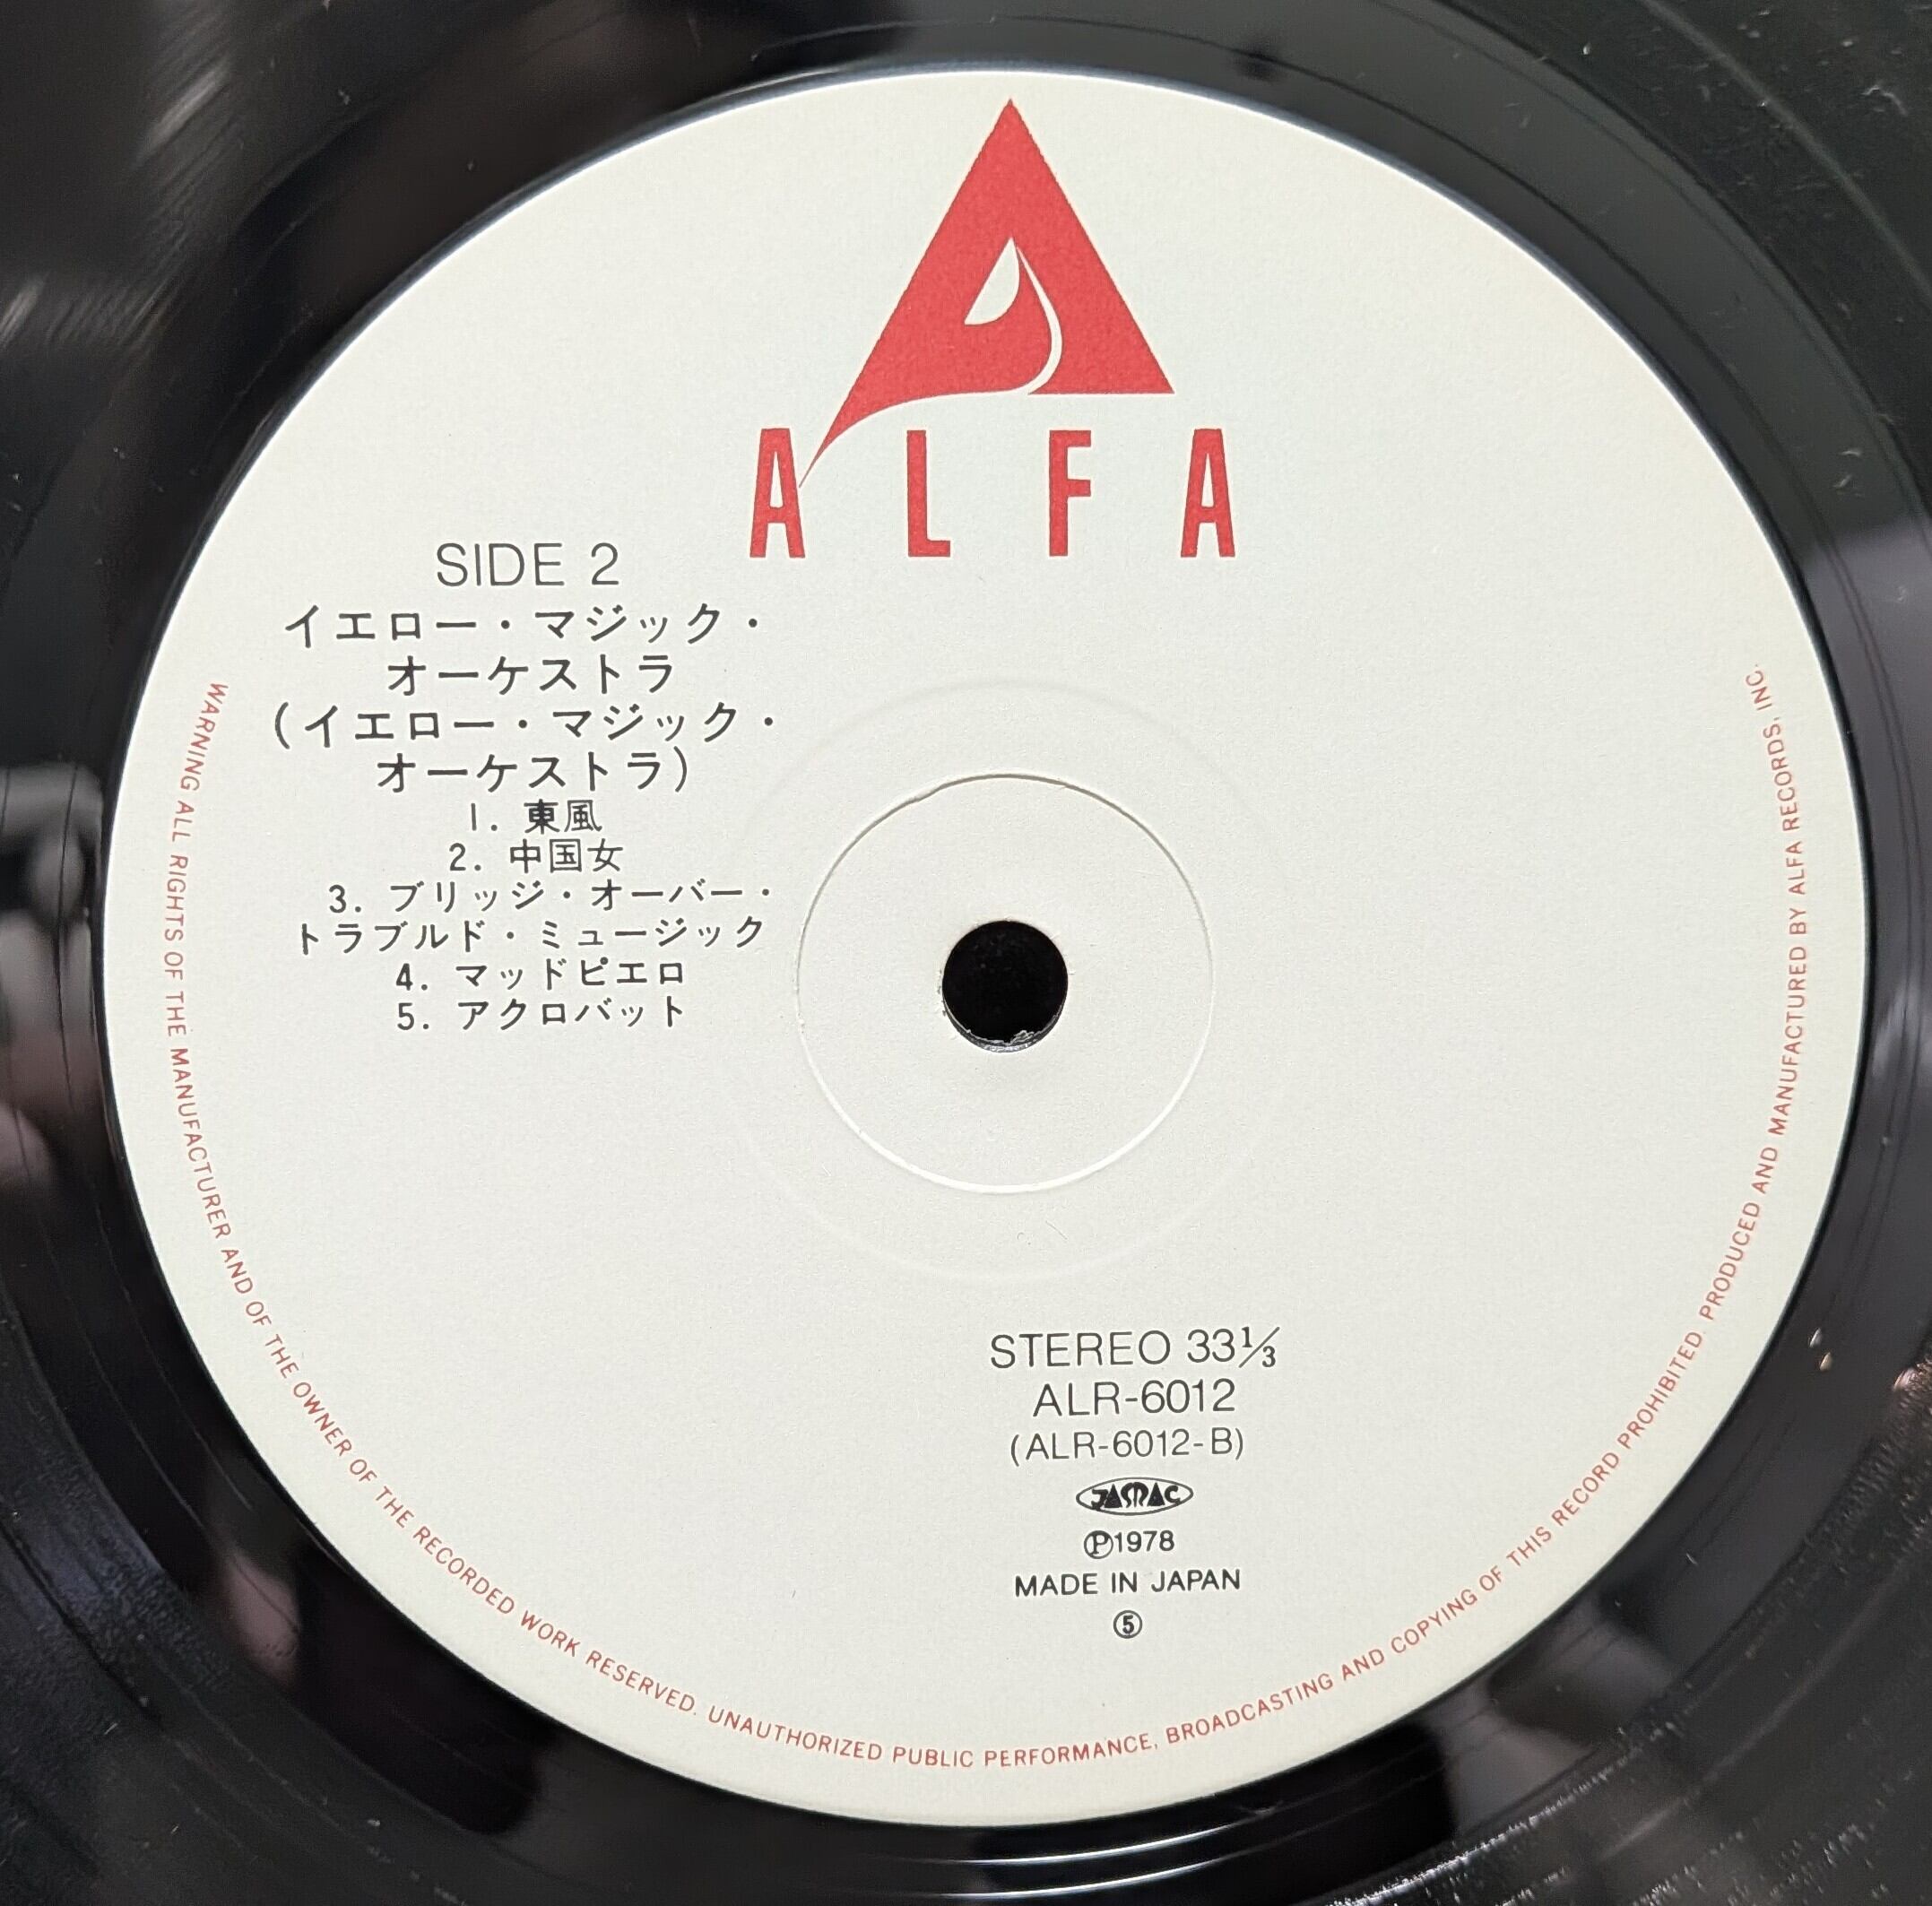 ALFA
SIDE 2
イエロー・マジック・
オーケストラ
(イエロー・マジック・
オーケストラ)
1. 東風
2. 中国女
3. ブリッジ・オーバー・
トラブルド・ミュージック
4. マッドピエロ
5. アクロバット
STEREO 33⅓
ALR-6012
(ALR-6012-B)
JASRAC
Ⓟ1978
MADE IN JAPAN
⑤
WARNING ALL RIGHTS OF THE MANUFACTURER AND OF THE OWNER OF THE RECORDED WORK RESERVED. UNAUTHORIZED PUBLIC PERFORMANCE, BROADCASTING AND COPYING OF THIS RECORD PROHIBITED. PRODUCED AND MANUFACTURED BY ALFA RECORDS, INC.